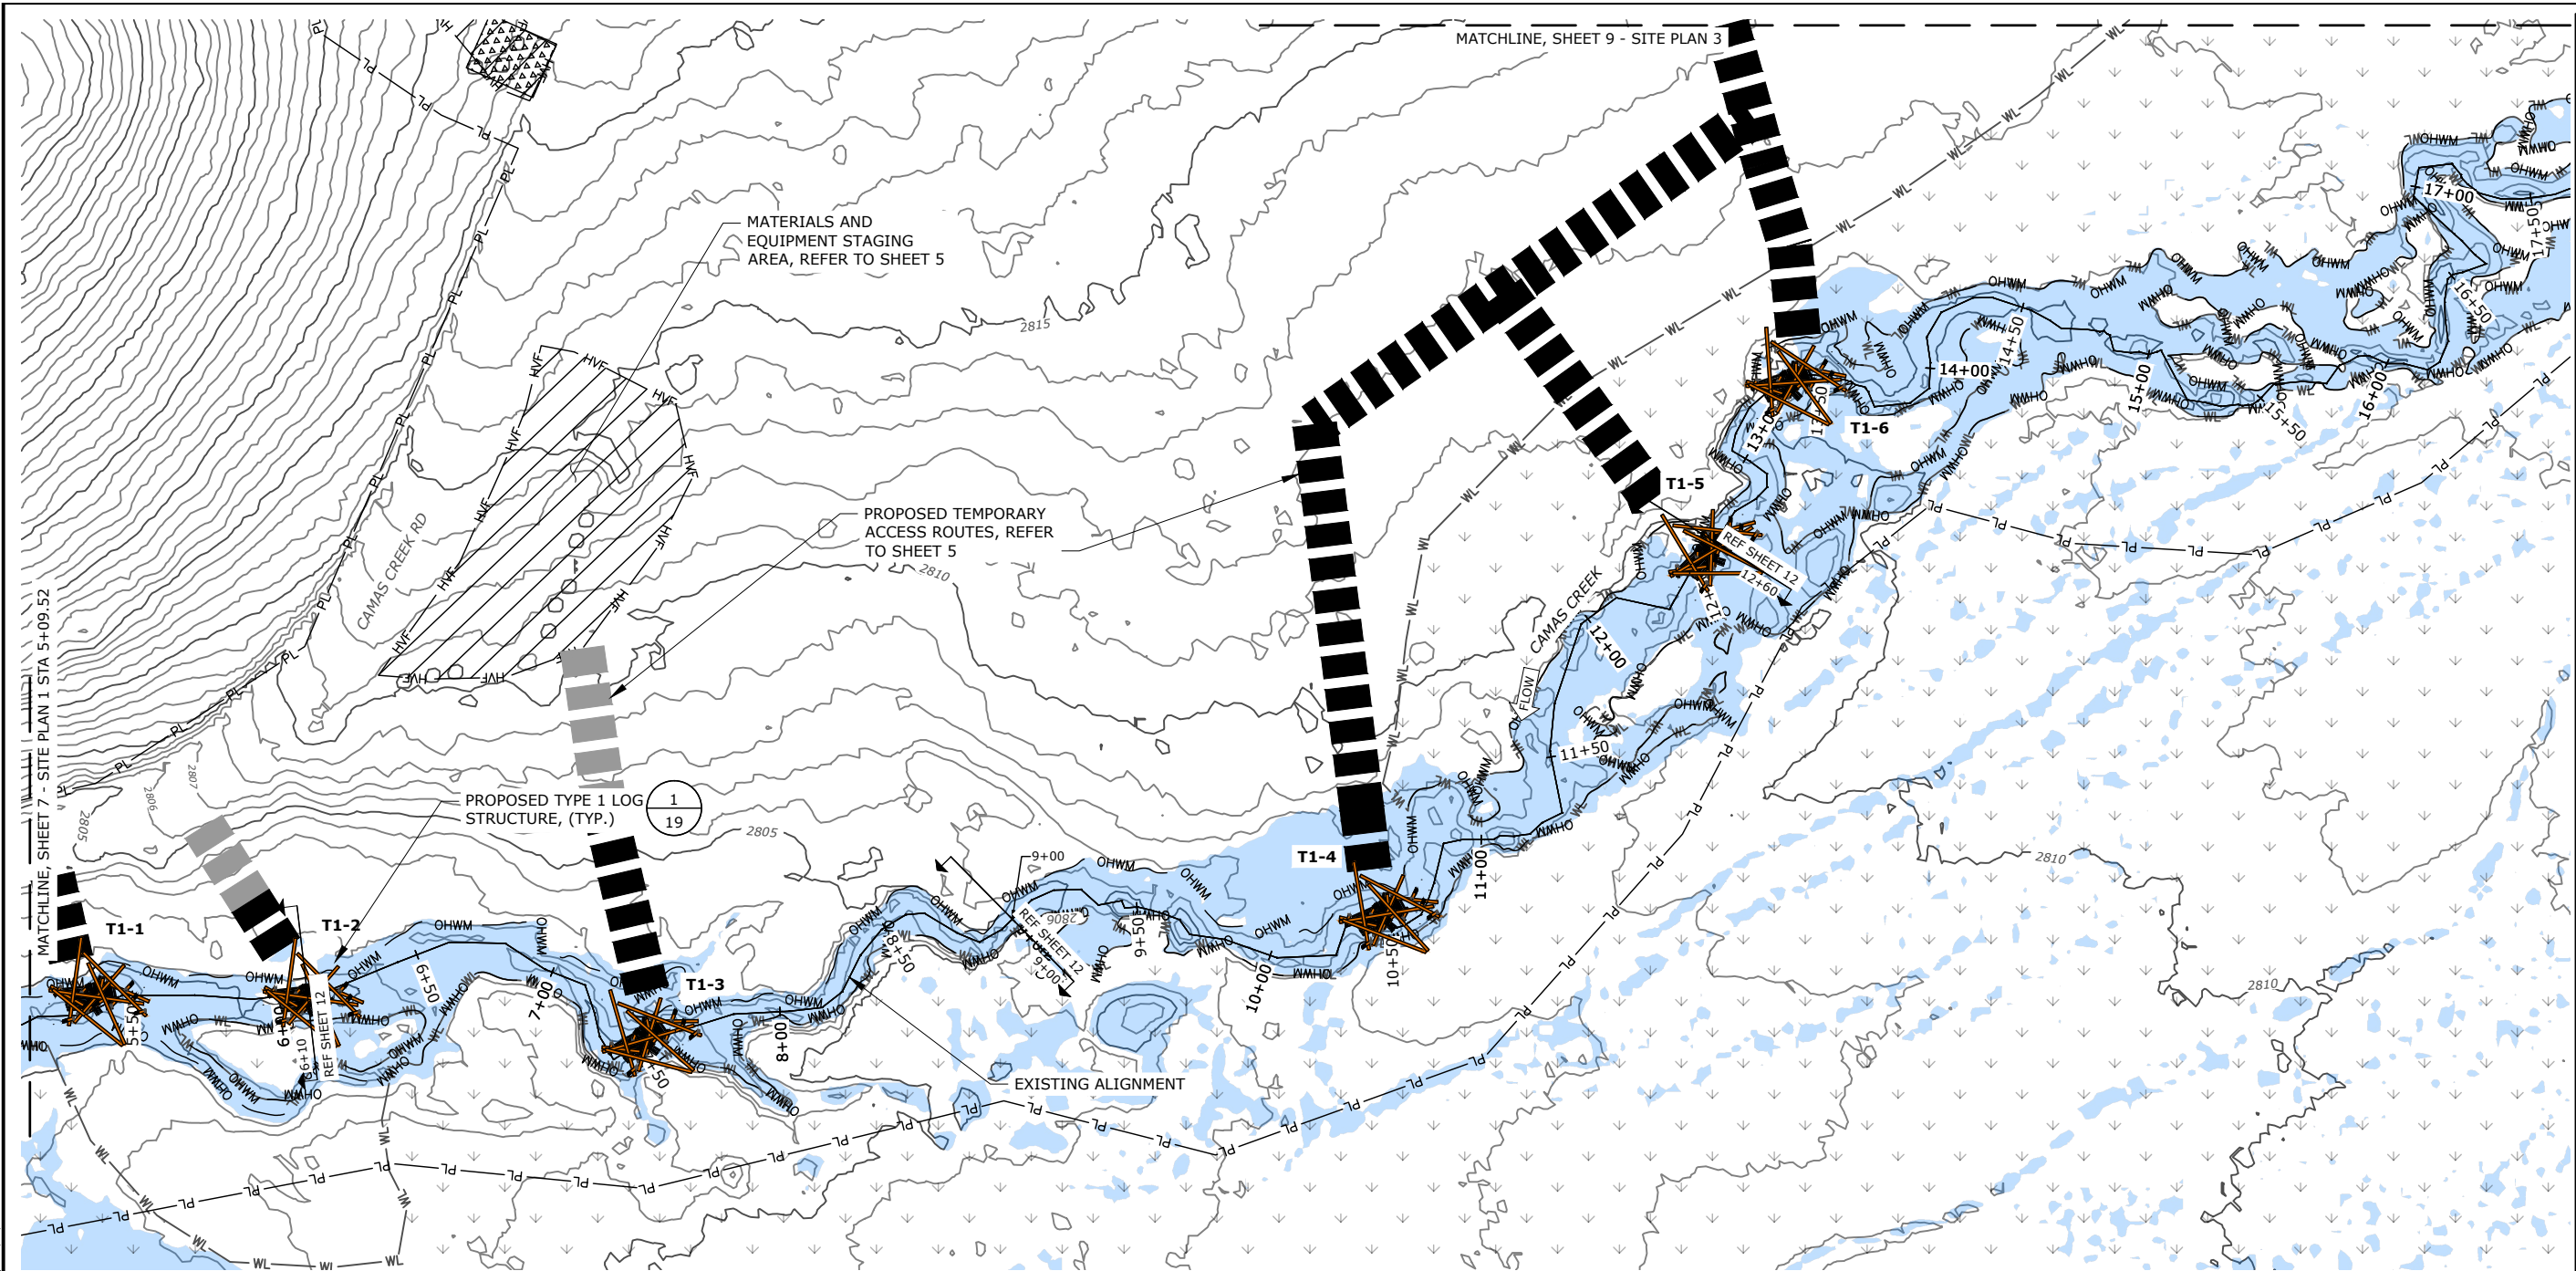 MATCHLINE, SHEET 9 - SITE PLAN 3
MATERIALS AND
EQUIPMENT STAGING
AREA, REFER TO SHEET 5
2815
PROPOSED TEMPORARY
ACCESS ROUTES, REFER
TO SHEET 5
2810
CAMAS CREEK RD
MATCHLINE, SHEET 7 - SITE PLAN 1 STA 5+09.52
2807
2806
2805
PROPOSED TYPE 1 LOG
STRUCTURE, (TYP.)
1
19
2805
T1-1
T1-2
T1-3
T1-4
T1-5
T1-6
5+50
6+10
REF SHEET 12
6+50
7+00
8+00
8+50
9+00
REF SHEET 12
9+00
2806
9+50
10+00
10+50
11+00
11+50
12+00
FLOW
CAMAS CREEK
REF SHEET 12
12+60
13+00
14+00
14+50
15+00
15+50
16+00
16+50
17+00
17+50
EXISTING ALIGNMENT
2810
2810
PL
WL
OHWM
HVF